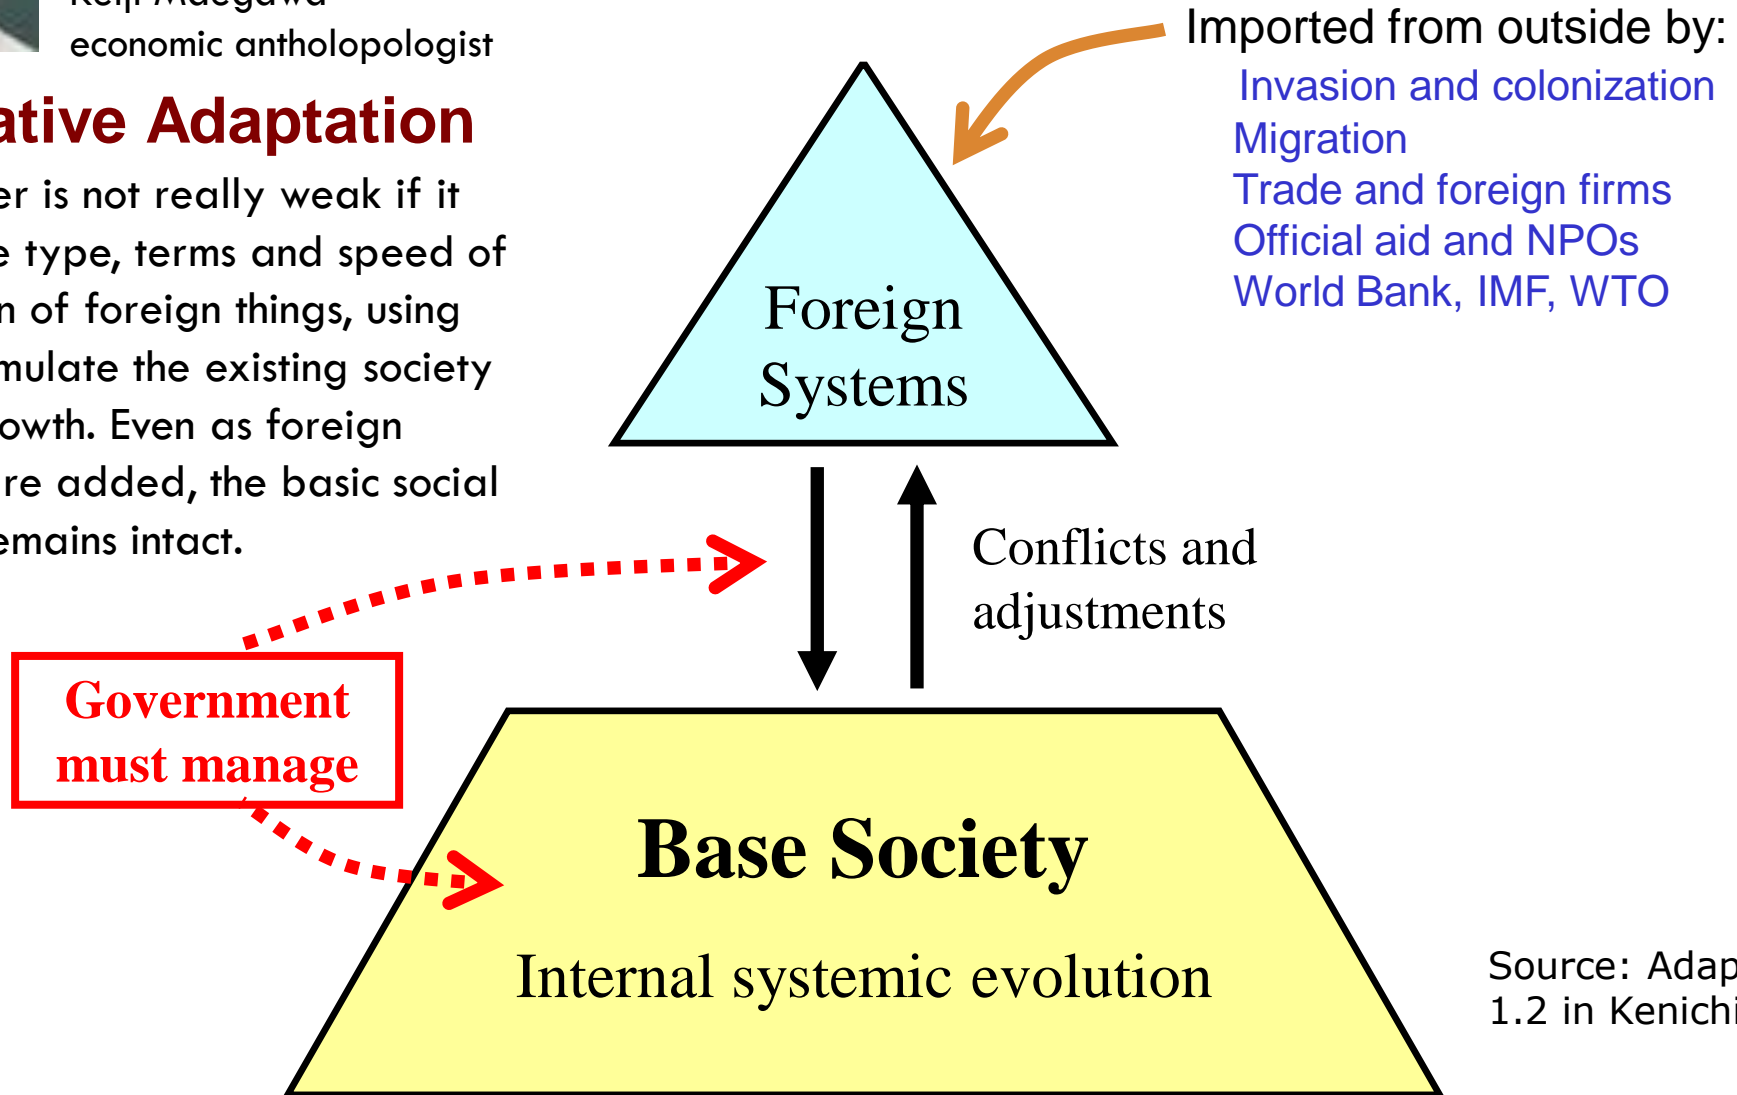 Keiji Maegawa
economic antholopologist
ative Adaptation
er is not really weak if it
e type, terms and speed of
n of foreign things, using
mulate the existing society
owth. Even as foreign
re added, the basic social
emains intact.
Imported from outside by:
Invasion and colonization
Migration
Trade and foreign firms
Official aid and NPOs
World Bank, IMF, WTO
Foreign
Systems
Conflicts and
adjustments
Government
must manage
Base Society
Internal systemic evolution
Source: Adap
1.2 in Kenichi